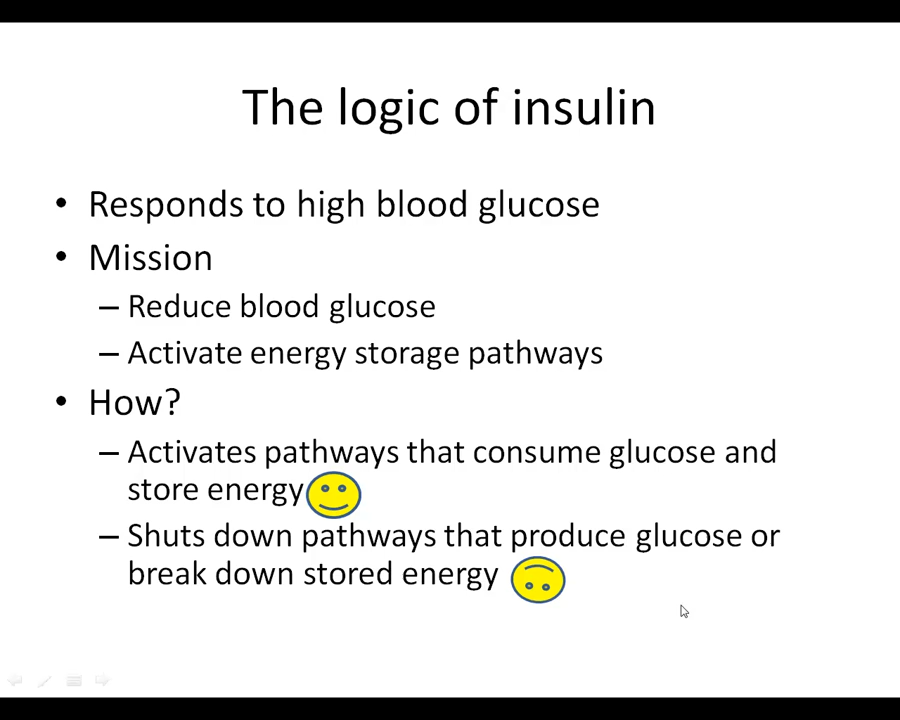 The logic of insulin
• Responds to high blood glucose
• Mission
– Reduce blood glucose
– Activate energy storage pathways
• How?
– Activates pathways that consume glucose and
store energy
– Shuts down pathways that produce glucose or
break down stored energy